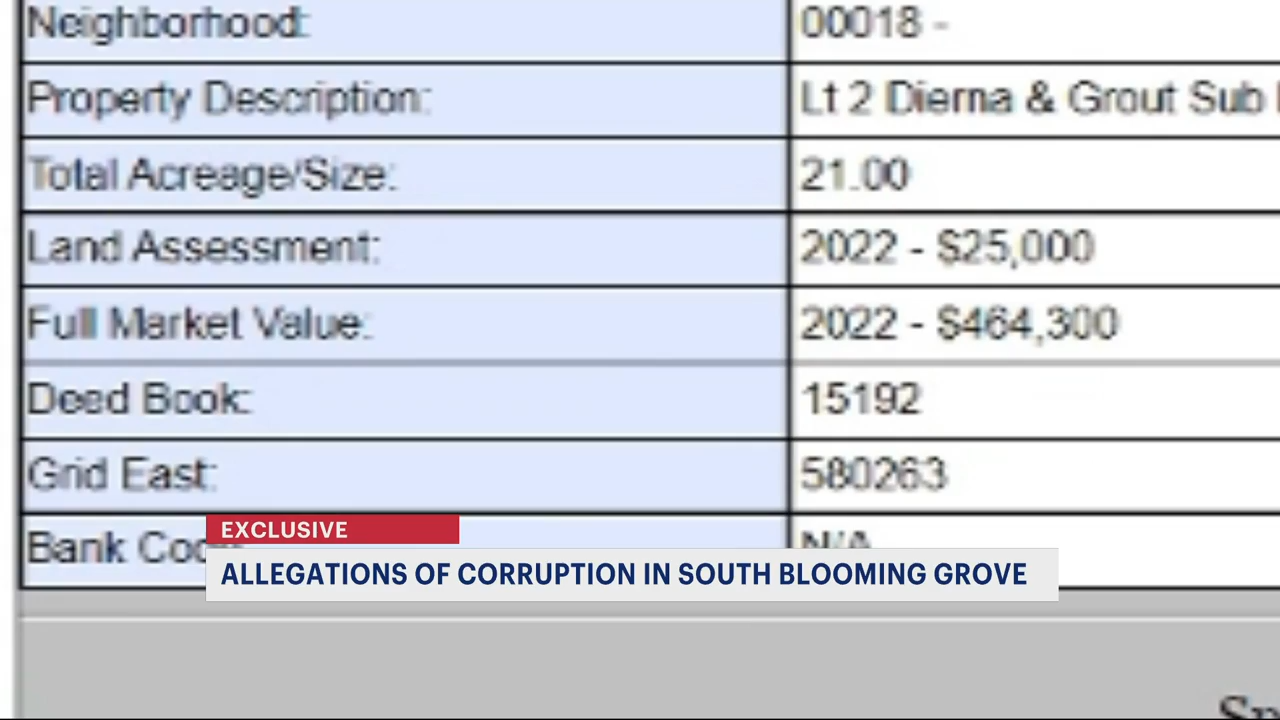 Neighborhood: 00018 -
Property Description: Lt 2 Dierna & Grout Sub
Total Acreage/Size: 21.00
Land Assessment: 2022 - $25,000
Full Market Value: 2022 - $464,300
Deed Book: 15192
Grid East: 580263
Bank Code: N/A
EXCLUSIVE
ALLEGATIONS OF CORRUPTION IN SOUTH BLOOMING GROVE